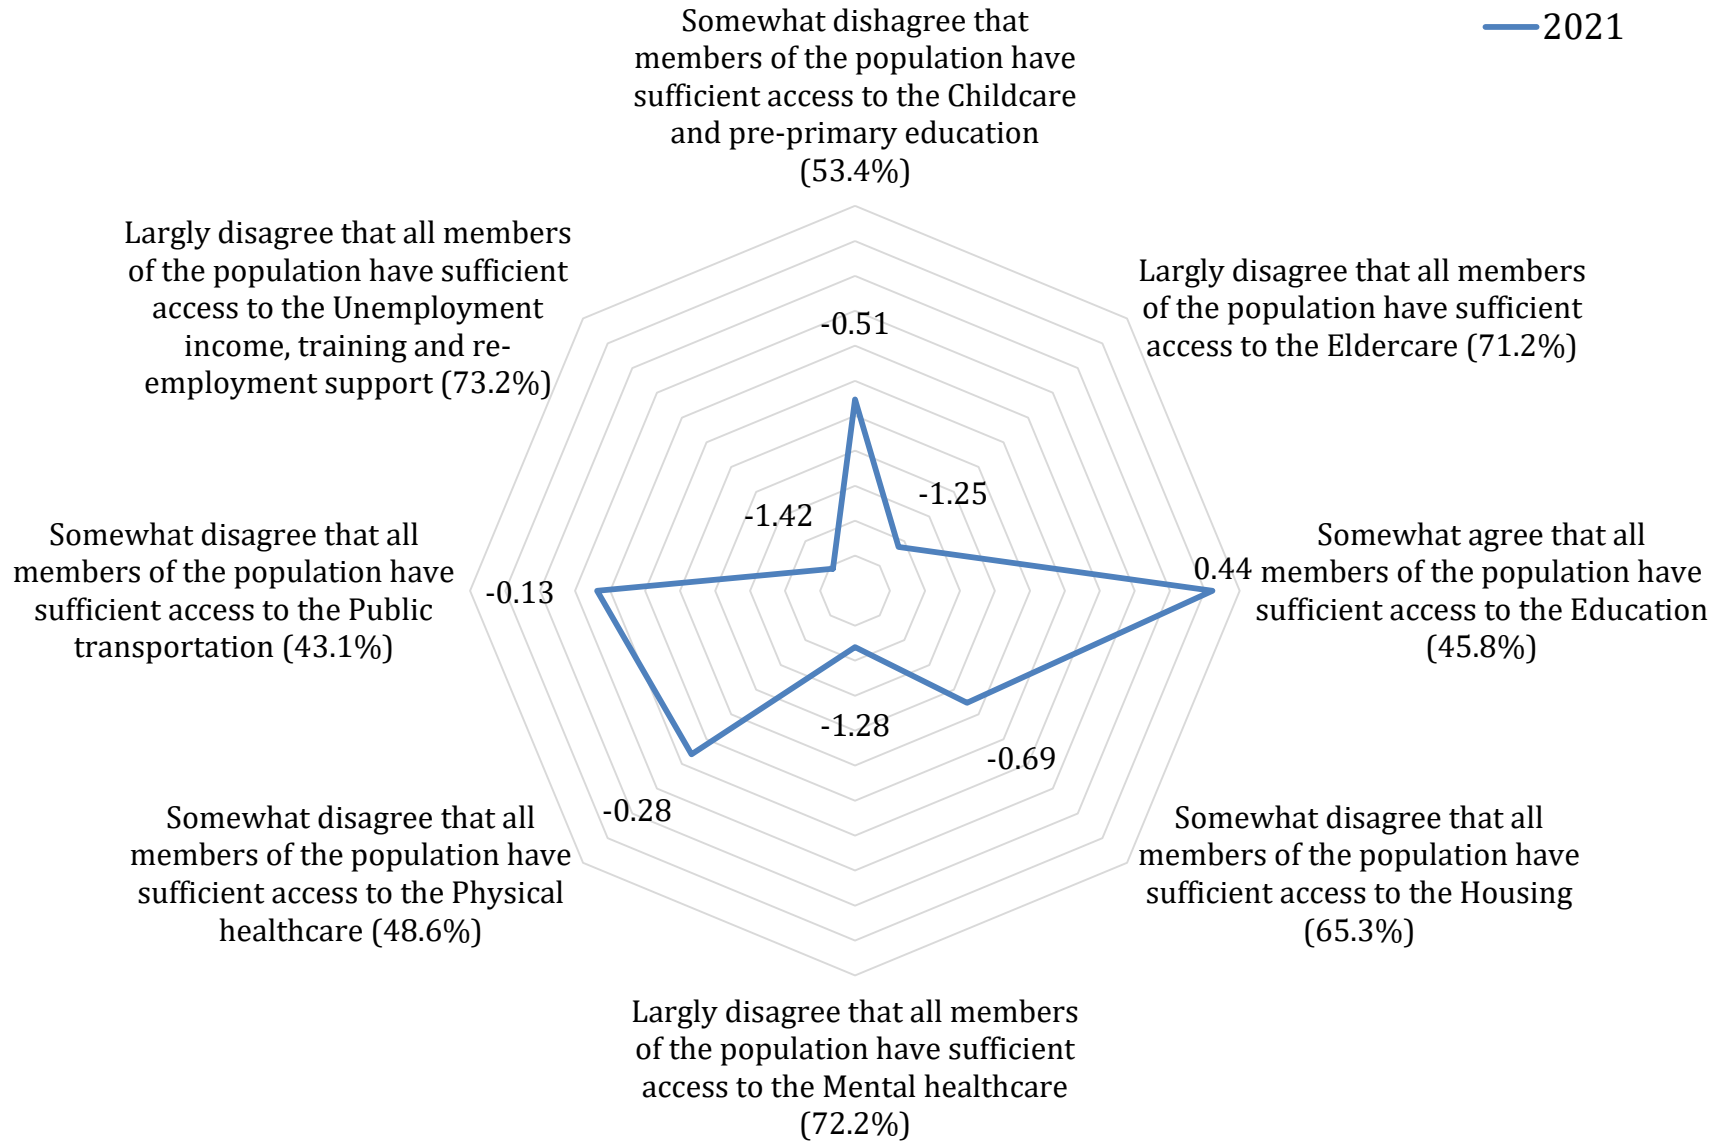 Somewhat dishagree that
members of the population have
sufficient access to the Childcare
and pre-primary education
(53.4%)
2021
Largly disagree that all members
of the population have sufficient
access to the Unemployment
income, training and re-
employment support (73.2%)
Largly disagree that all members
of the population have sufficient
access to the Eldercare (71.2%)
-0.51
-1.25
-1.42
Somewhat disagree that all
members of the population have
sufficient access to the Public
transportation (43.1%)
-0.13
0.44
Somewhat agree that all
members of the population have
sufficient access to the Education
(45.8%)
-1.28
-0.69
-0.28
Somewhat disagree that all
members of the population have
sufficient access to the Physical
healthcare (48.6%)
Somewhat disagree that all
members of the population have
sufficient access to the Housing
(65.3%)
Largly disagree that all members
of the population have sufficient
access to the Mental healthcare
(72.2%)